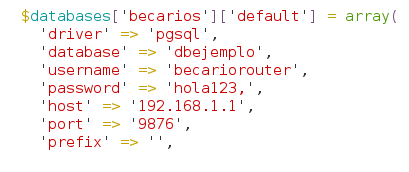 $databases['becarios']['default'] = array(
'driver' => 'pgsql',
'database' => 'dbejemplo',
'username' => 'becariorouter',
'password' => 'hola123,',
'host' => '192.168.1.1',
'port' => '9876',
'prefix' => '',